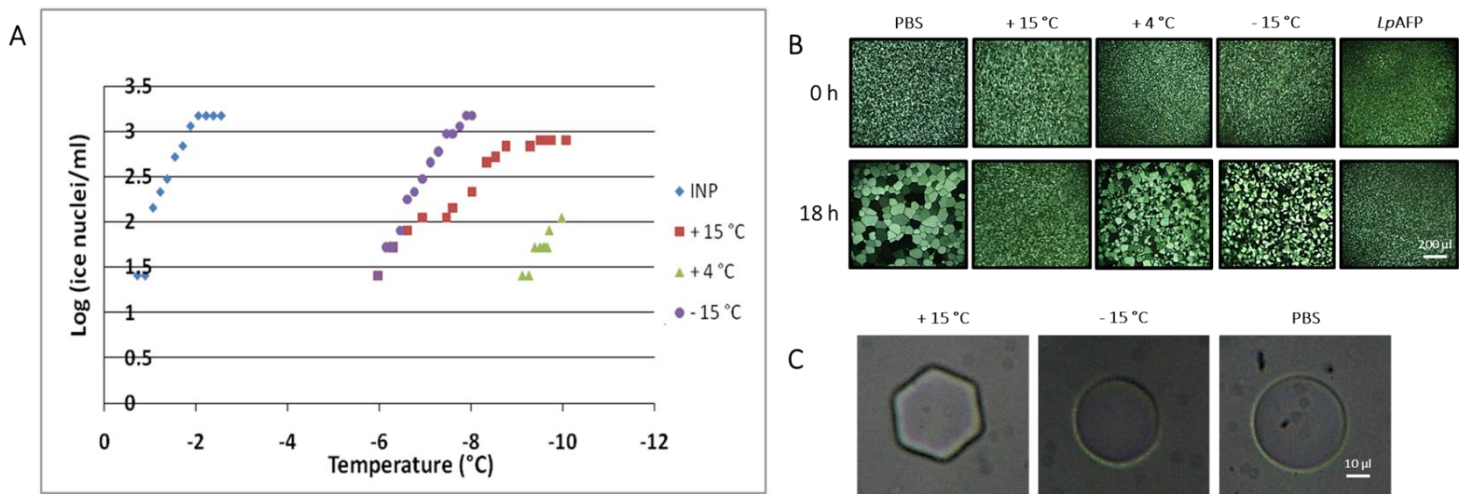 A
Log (ice nuclei/ml)
3.5
3
2.5
2
1.5
1
0.5
0
0 -2 -4 -6 -8 -10 -12
Temperature (°C)
INP
+ 15 °C
+ 4 °C
- 15 °C
B
PBS + 15 °C + 4 °C - 15 °C LpAFP
0 h
18 h
200 µl
C
+ 15 °C - 15 °C PBS
10 µl